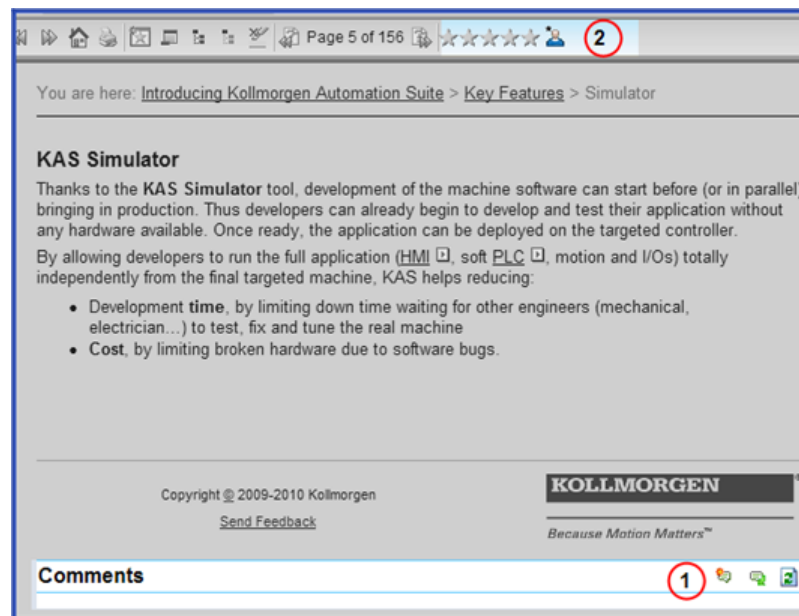 Page 5 of 156
2
You are here: Introducing Kollmorgen Automation Suite > Key Features > Simulator
KAS Simulator
Thanks to the KAS Simulator tool, development of the machine software can start before (or in parallel)
bringing in production. Thus developers can already begin to develop and test their application without
any hardware available. Once ready, the application can be deployed on the targeted controller.
By allowing developers to run the full application (HMI, soft PLC, motion and I/Os) totally
independently from the final targeted machine, KAS helps reducing:
• Development time, by limiting down time waiting for other engineers (mechanical,
electrician...) to test, fix and tune the real machine
• Cost, by limiting broken hardware due to software bugs.
Copyright © 2009-2010 Kollmorgen
Send Feedback
KOLLMORGEN
Because Motion Matters™
Comments
1